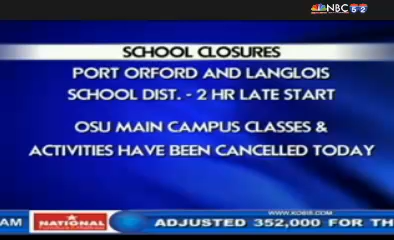 NBC 5 2
SCHOOL CLOSURES
PORT ORFORD AND LANGLOIS
SCHOOL DIST. - 2 HR LATE START
OSU MAIN CAMPUS CLASSES &
ACTIVITIES HAVE BEEN CANCELLED TODAY
WWW.KOBI5.COM
AM NATIONAL ADJUSTED 352,000 FOR TH